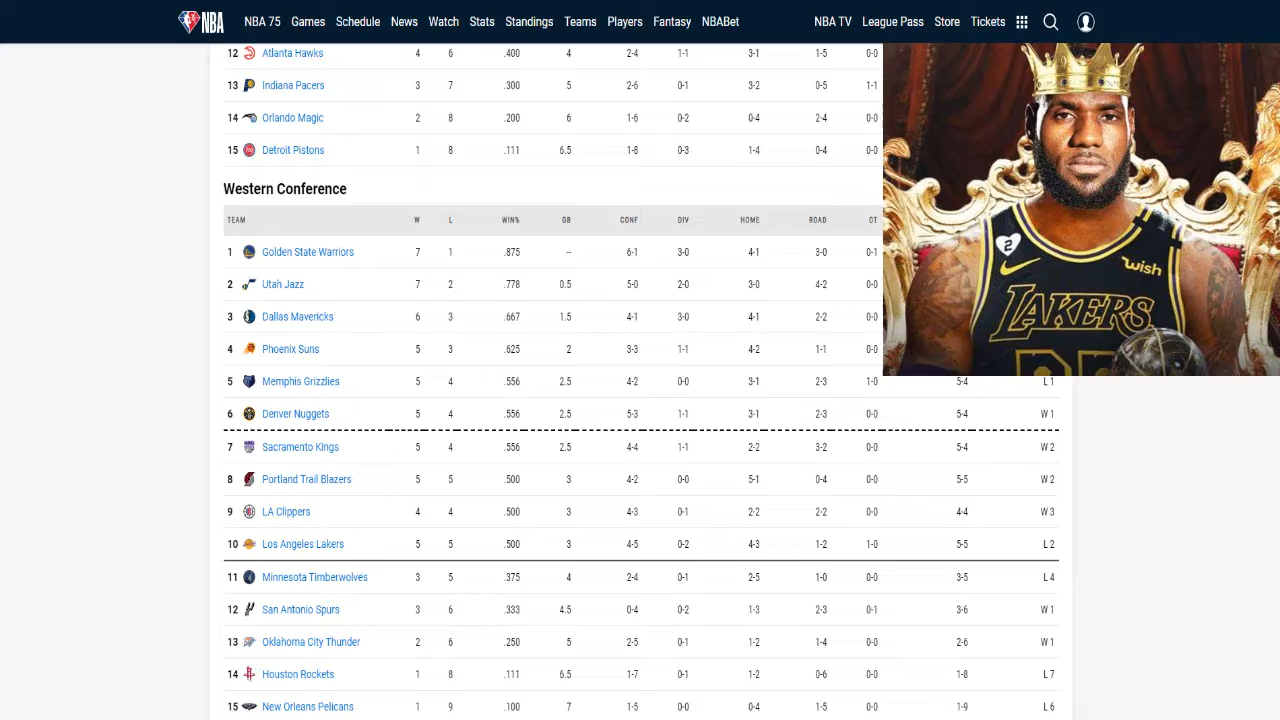 NBA NBA 75 Games Schedule News Watch Stats Standings Teams Players Fantasy NBABet NBA TV League Pass Store Tickets
12 Atlanta Hawks 4 6 .400 4 2-4 1-1 3-1 1-5 0-0
13 Indiana Pacers 3 7 .300 5 2-6 0-1 3-2 0-5 1-1
14 Orlando Magic 2 8 .200 6 1-6 0-2 0-4 2-4 0-0
15 Detroit Pistons 1 8 .111 6.5 1-8 0-3 1-4 0-4 0-0
Western Conference
TEAM W L WIN% GB CONF DIV HOME ROAD OT
1 Golden State Warriors 7 1 .875 -- 6-1 3-0 4-1 3-0 0-1
2 Utah Jazz 7 2 .778 0.5 5-0 2-0 3-0 4-2 0-0
3 Dallas Mavericks 6 3 .667 1.5 4-1 3-0 4-1 2-2 0-0
4 Phoenix Suns 5 3 .625 2 3-3 1-1 4-2 1-1 0-0
5 Memphis Grizzlies 5 4 .556 2.5 4-2 0-0 3-1 2-3 1-0 5-4 L 1
6 Denver Nuggets 5 4 .556 2.5 5-3 1-1 3-1 2-3 0-0 5-4 W 1
7 Sacramento Kings 5 4 .556 2.5 4-4 1-1 2-2 3-2 0-0 5-4 W 2
8 Portland Trail Blazers 5 5 .500 3 4-2 0-0 5-1 0-4 0-0 5-5 W 2
9 LA Clippers 4 4 .500 3 4-3 0-1 2-2 2-2 0-0 4-4 W 3
10 Los Angeles Lakers 5 5 .500 3 4-5 0-2 4-3 1-2 1-0 5-5 L 2
11 Minnesota Timberwolves 3 5 .375 4 2-4 0-1 2-5 1-0 0-0 3-5 L 4
12 San Antonio Spurs 3 6 .333 4.5 0-4 0-2 1-3 2-3 0-1 3-6 W 1
13 Oklahoma City Thunder 2 6 .250 5 2-5 0-1 1-2 1-4 0-0 2-6 W 1
14 Houston Rockets 1 8 .111 6.5 1-7 0-1 1-2 0-6 0-0 1-8 L 7
15 New Orleans Pelicans 1 9 .100 7 1-5 0-0 0-4 1-5 0-0 1-9 L 6
2
wish
LAKERS